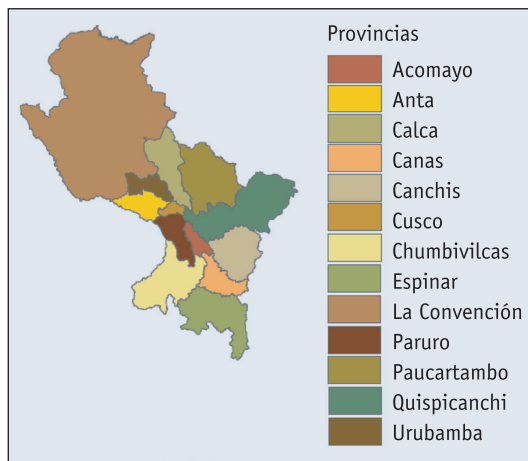 Provincias
Acomayo
Anta
Calca
Canas
Canchis
Cusco
Chumbivilcas
Espinar
La Convención
Paruro
Paucartambo
Quispicanchi
Urubamba